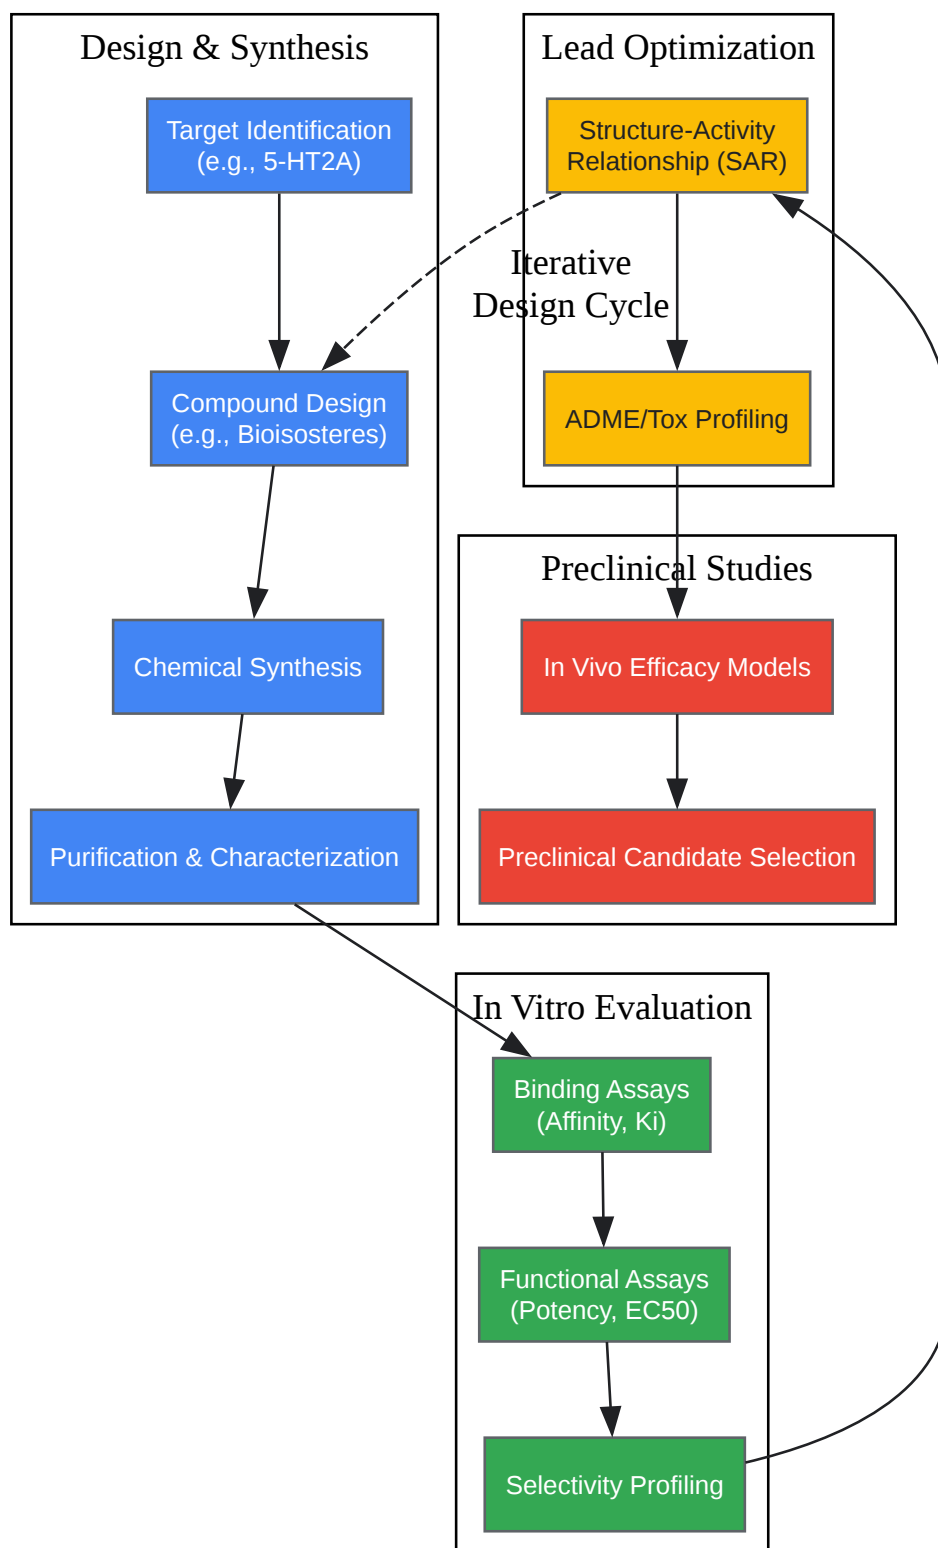 Design & Synthesis
Target Identification
(e.g., 5-HT2A)
Compound Design
(e.g., Bioisosteres)
Chemical Synthesis
Purification & Characterization
Lead Optimization
Structure-Activity
Relationship (SAR)
Iterative
Design Cycle
ADME/Tox Profiling
Preclinical Studies
In Vivo Efficacy Models
Preclinical Candidate Selection
In Vitro Evaluation
Binding Assays
(Affinity, Ki)
Functional Assays
(Potency, EC50)
Selectivity Profiling